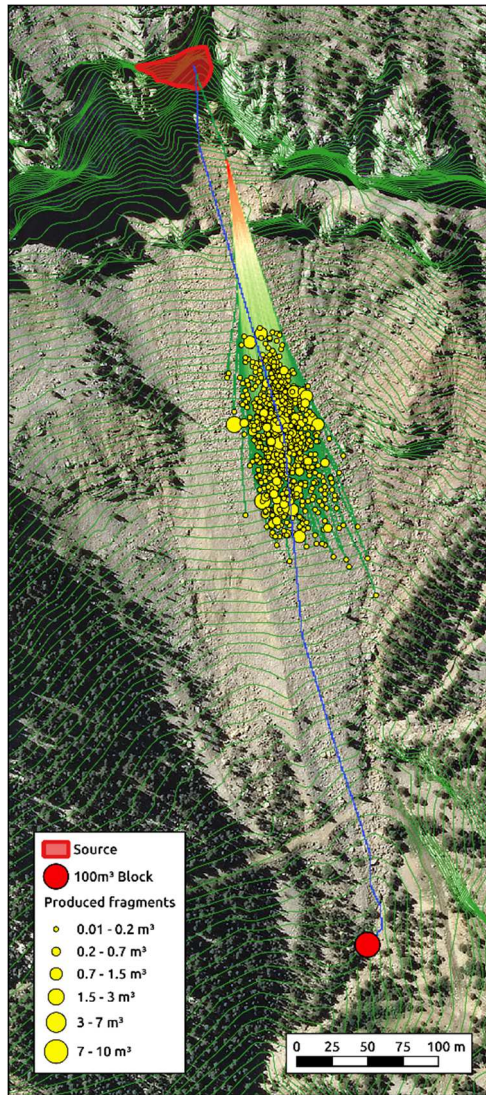 Source
100m³ Block
Produced fragments
0.01 - 0.2 m³
0.2 - 0.7 m³
0.7 - 1.5 m³
1.5 - 3 m³
3 - 7 m³
7 - 10 m³
0 25 50 75 100 m